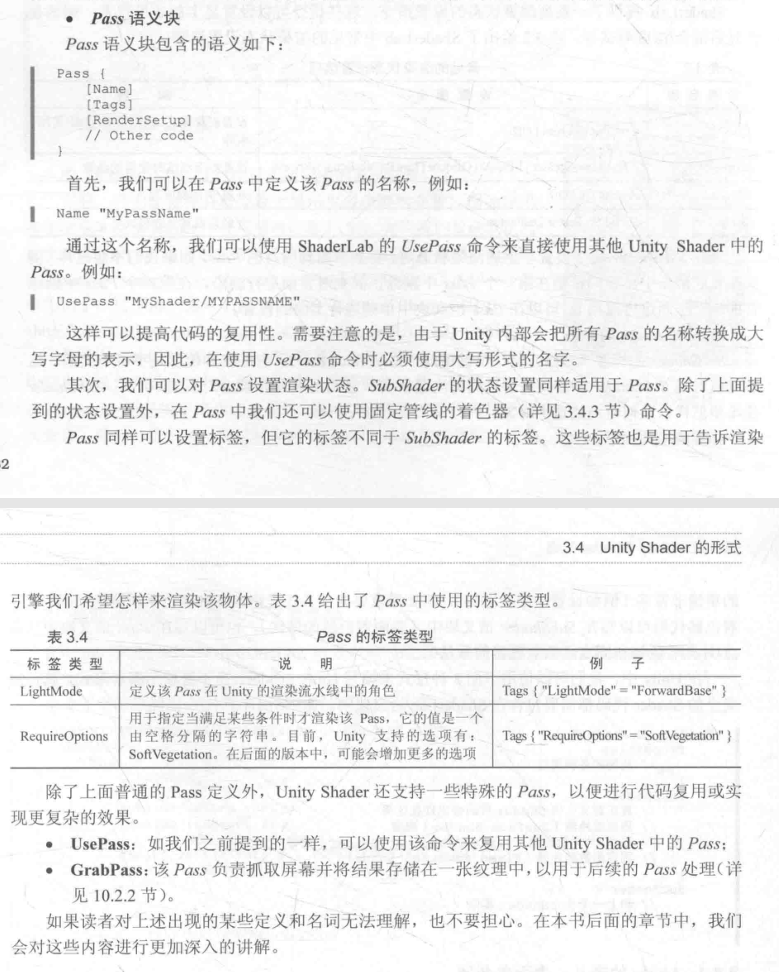 • Pass 语义块
Pass 语义块包含的语义如下：
Pass {
[Name]
[Tags]
[RenderSetup]
// Other code
}
首先，我们可以在 Pass 中定义该 Pass 的名称，例如：
Name "MyPassName"
通过这个名称，我们可以使用 ShaderLab 的 UsePass 命令来直接使用其他 Unity Shader 中的
Pass。例如：
UsePass "MyShader/MYPASSNAME"
这样可以提高代码的复用性。需要注意的是，由于 Unity 内部会把所有 Pass 的名称转换成大
写字母的表示，因此，在使用 UsePass 命令时必须使用大写形式的名字。
其次，我们可以对 Pass 设置渲染状态。SubShader 的状态设置同样适用于 Pass。除了上面提
到的状态设置外，在 Pass 中我们还可以使用固定管线的着色器（详见 3.4.3 节）命令。
Pass 同样可以设置标签，但它的标签不同于 SubShader 的标签。这些标签也是用于告诉渲染
2
3.4 Unity Shader 的形式
引擎我们希望怎样来渲染该物体。表 3.4 给出了 Pass 中使用的标签类型。
表 3.4 Pass 的标签类型
标签类型 说明 例子
LightMode 定义该 Pass 在 Unity 的渲染流水线中的角色 Tags { "LightMode" = "ForwardBase" }
用于指定当满足某些条件时才渲染该 Pass，它的值是一个
RequireOptions 由空格分隔的字符串。目前，Unity 支持的选项有： Tags { "RequireOptions" = "SoftVegetation" }
SoftVegetation。在后面的版本中，可能会增加更多的选项
除了上面普通的 Pass 定义外，Unity Shader 还支持一些特殊的 Pass，以便进行代码复用或实
现更复杂的效果。
• UsePass：如我们之前提到的一样，可以使用该命令来复用其他 Unity Shader 中的 Pass；
• GrabPass：该 Pass 负责抓取屏幕并将结果存储在一张纹理中，以用于后续的 Pass 处理（详
见 10.2.2 节）。
如果读者对上述出现的某些定义和名词无法理解，也不要担心。在本书后面的章节中，我们
会对这些内容进行更加深入的讲解。